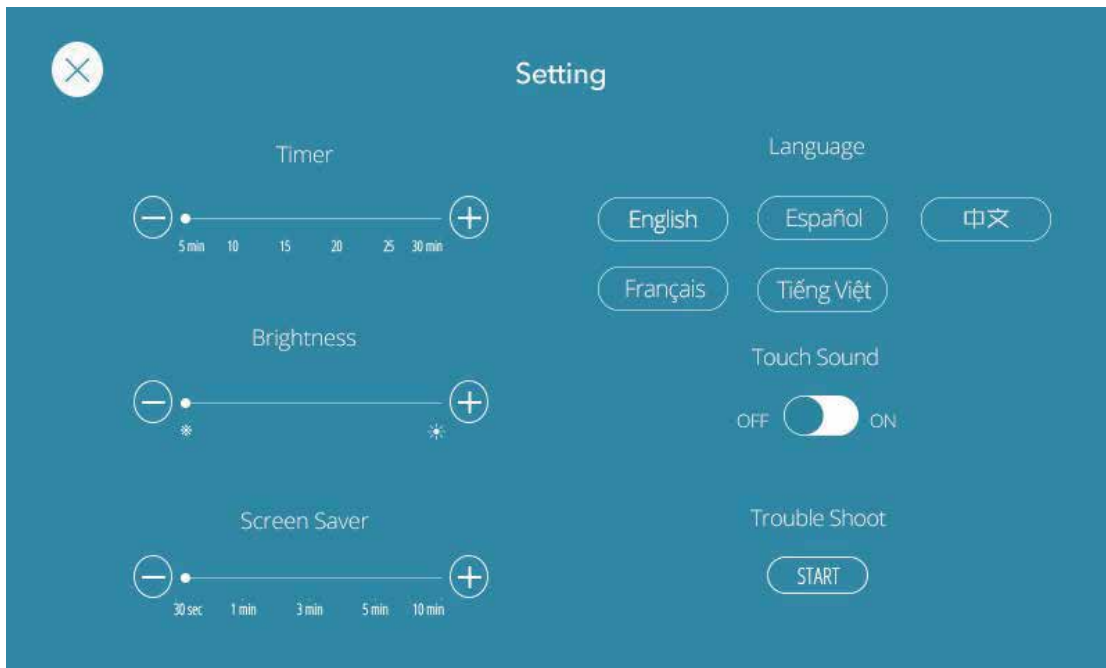 Setting
Timer
5 min 10 15 20 25 30 min
Brightness
Screen Saver
30 sec 1 min 3 min 5 min 10 min
Language
English Español 中文
Français Tiếng Việt
Touch Sound
OFF ON
Trouble Shoot
START